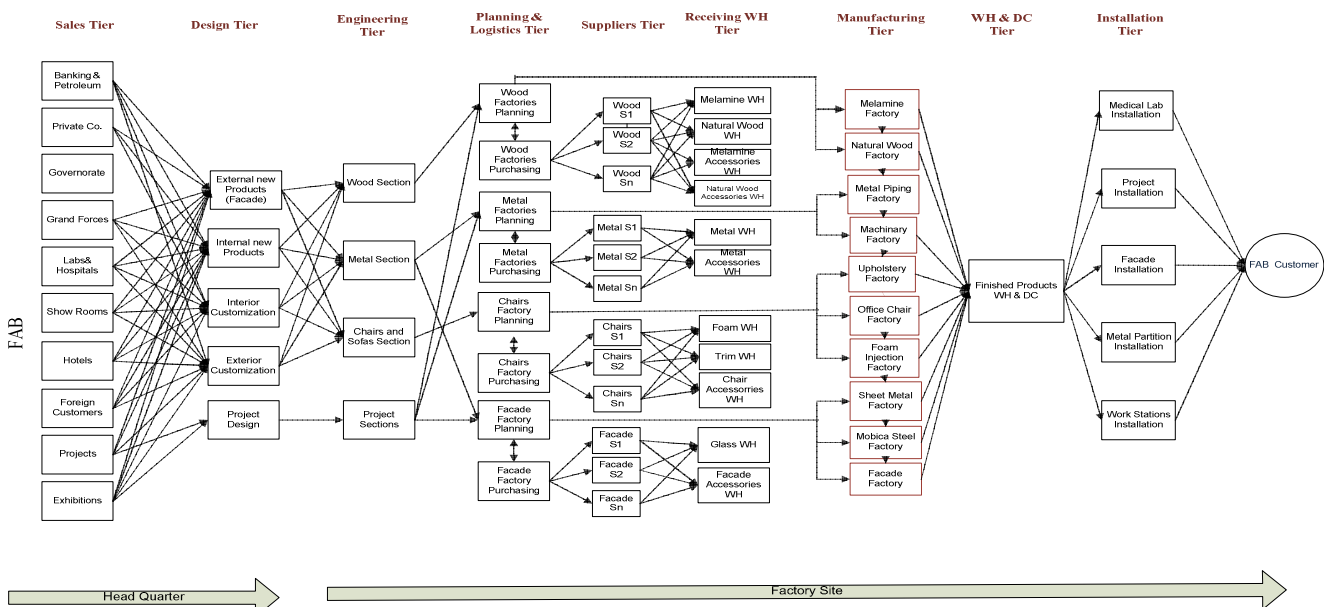 Sales Tier
Design Tier
Engineering
Tier
Planning &
Logistics Tier
Suppliers Tier
Receiving WH
Tier
Manufacturing
Tier
WH & DC
Tier
Installation
Tier
FAB
Banking &
Petroleum
Private Co.
Governorate
Grand Forces
Labs&
Hospitals
Show Rooms
Hotels
Foreign
Customers
Projects
Exhibitions
External new
Products
(Facade)
Internal new
Products
Interior
Customization
Exterior
Customization
Project
Design
Wood Section
Metal Section
Chairs and
Sofas Section
Project
Sections
Wood
Factories
Planning
Wood
Factories
Purchasing
Metal
Factories
Planning
Metal
Factories
Purchasing
Chairs
Factory
Planning
Chairs
Factory
Purchasing
Facade
Factory
Planning
Facade
Factory
Purchasing
Wood
S1
Wood
S2
Wood
Sn
Metal S1
Metal S2
Metal Sn
Chairs
S1
Chairs
S2
Chairs
Sn
Facade
S1
Facade
S2
Facade
Sn
Melamine WH
Natural Wood
WH
Melamine
Accessories
WH
Natural Wood
Accessories WH
Metal WH
Metal
Accessories
WH
Foam WH
Trim WH
Chair
Accessorries
WH
Glass WH
Facade
Accessories
WH
Melamine
Factory
Natural Wood
Factory
Metal Piping
Factory
Machinary
Factory
Upholstery
Factory
Office Chair
Factory
Foam
Injection
Factory
Sheet Metal
Factory
Mobica Steel
Factory
Facade
Factory
Finished Products
WH & DC
Medical Lab
Installation
Project
Installation
Facade
Installation
Metal Partition
Installation
Work Stations
Installation
FAB Customer
Head Quarter
Factory Site